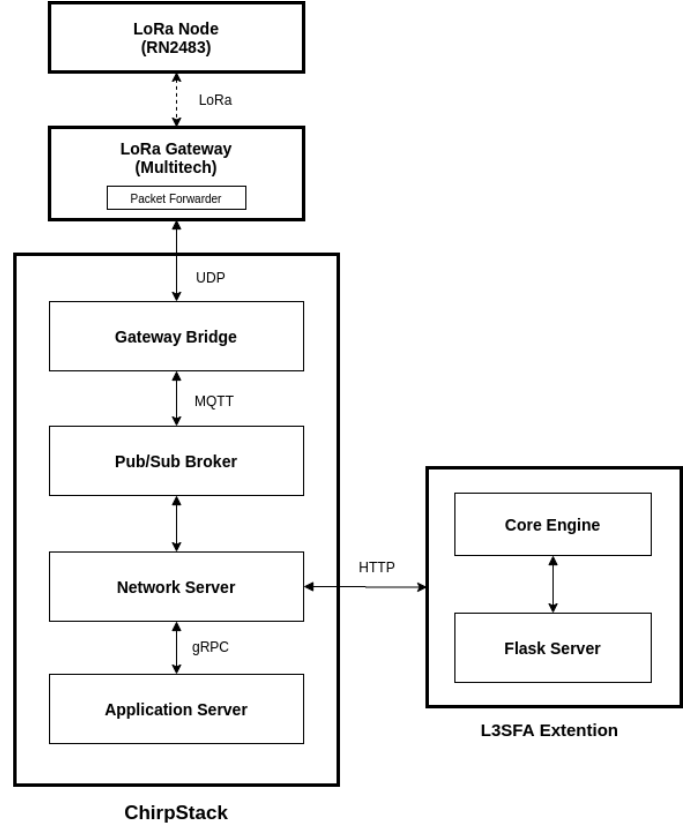 LoRa Node
(RN2483)
LoRa
LoRa Gateway
(Multitech)
Packet Forwarder
UDP
Gateway Bridge
MQTT
Pub/Sub Broker
Network Server
gRPC
Application Server
ChirpStack
HTTP
Core Engine
Flask Server
L3SFA Extention